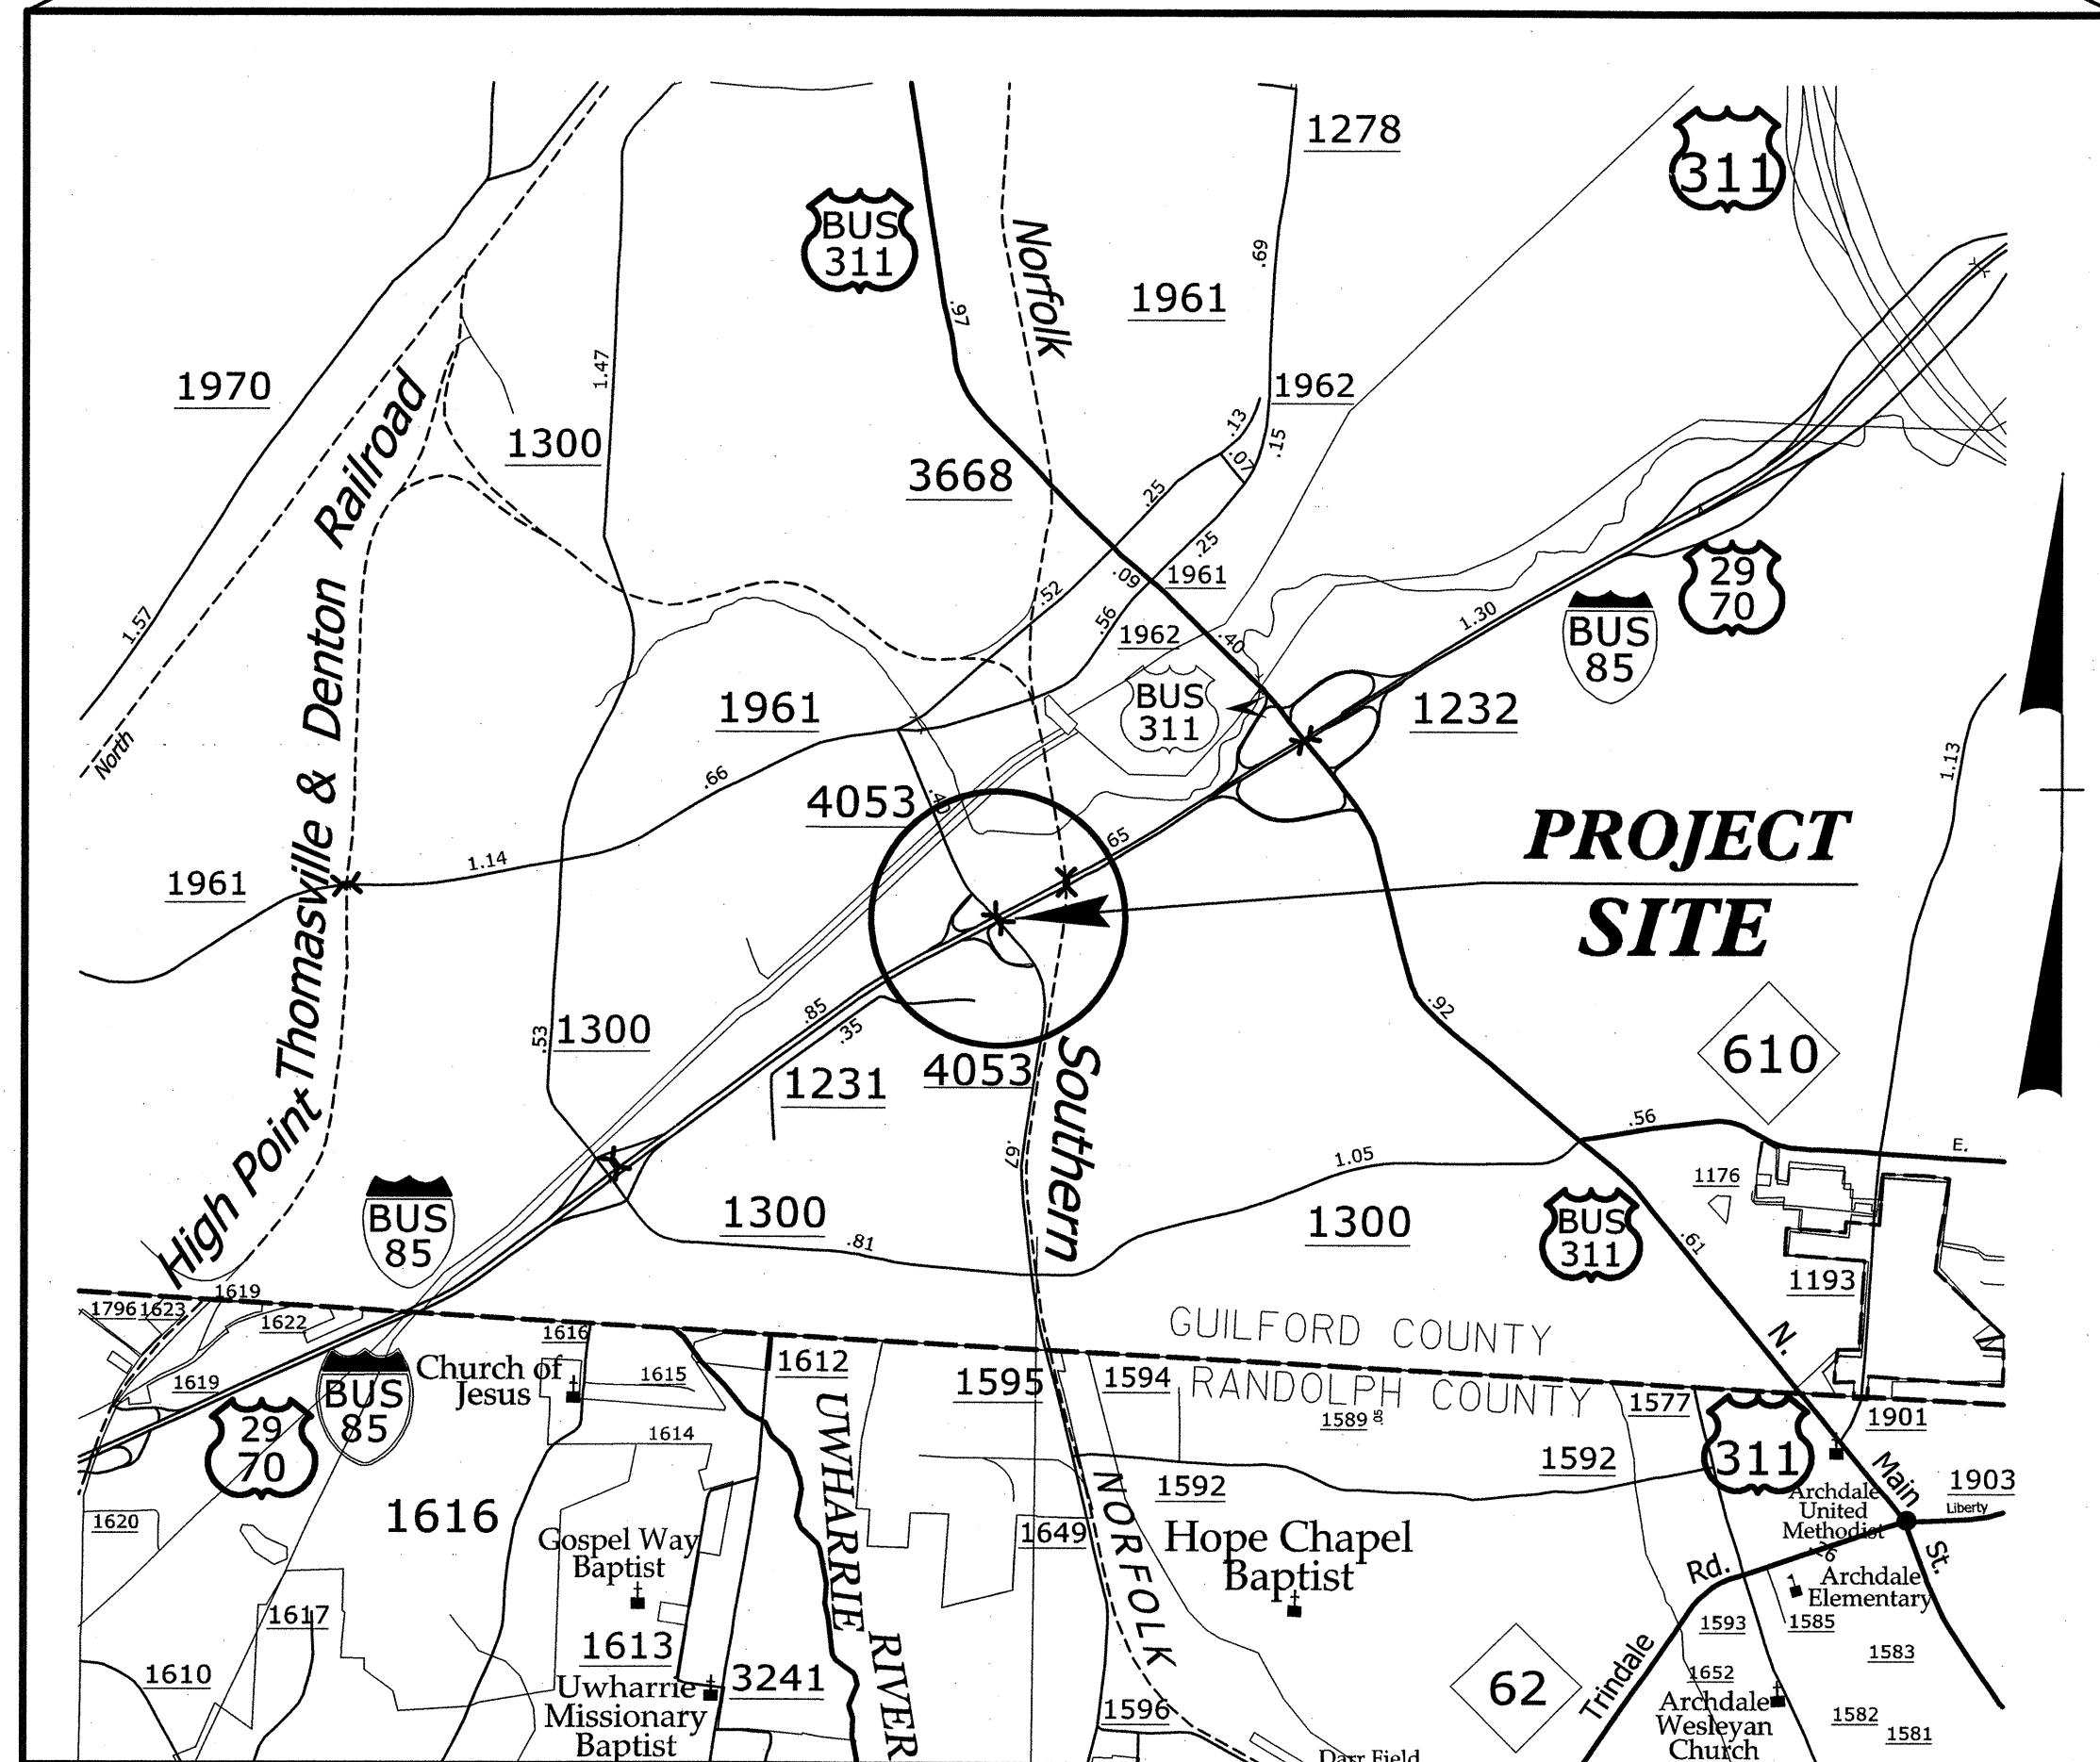 1278
311
BUS
311
Norfolk
.69
1961
.97
1970
1.47
1962
Railroad
.13
1300
.15
3668
.07
.25
.25
29
70
.09
1961
.52
.56
1.30
BUS
85
1.57
1962
.40
Denton
BUS
311
1961
1232
North
1.13
.66
&
4053
.40
PROJECT
SITE
65
1.14
1961
Thomasville
.92
.85
.35
.53
1300
610
1231
4053
Southern
High Point
.67
.56
E.
1.05
1176
BUS
85
1300
1300
BUS
311
.81
.61
1193
1619
1796
1623
1622
GUILFORD COUNTY
N.
1616
Church of
Jesus
1615
1612
1595
1594
RANDOLPH COUNTY
1577
1619
BUS
85
1589
.05
1901
29
70
1614
UWHARRIE
RIVER
1592
1592
311
Main
St.
1903
Liberty
Archdale
United
Methodist
1620
1616
Gospel Way
Baptist
1649
NORFOLK
Hope Chapel
Baptist
.26
Rd.
Archdale
Elementary
1617
1593
1585
1613
1583
1610
Uwharrie
Missionary
Baptist
3241
62
Trindale
1652
Archdale
Wesleyan
Church
1596
1582
1581
Darr Field